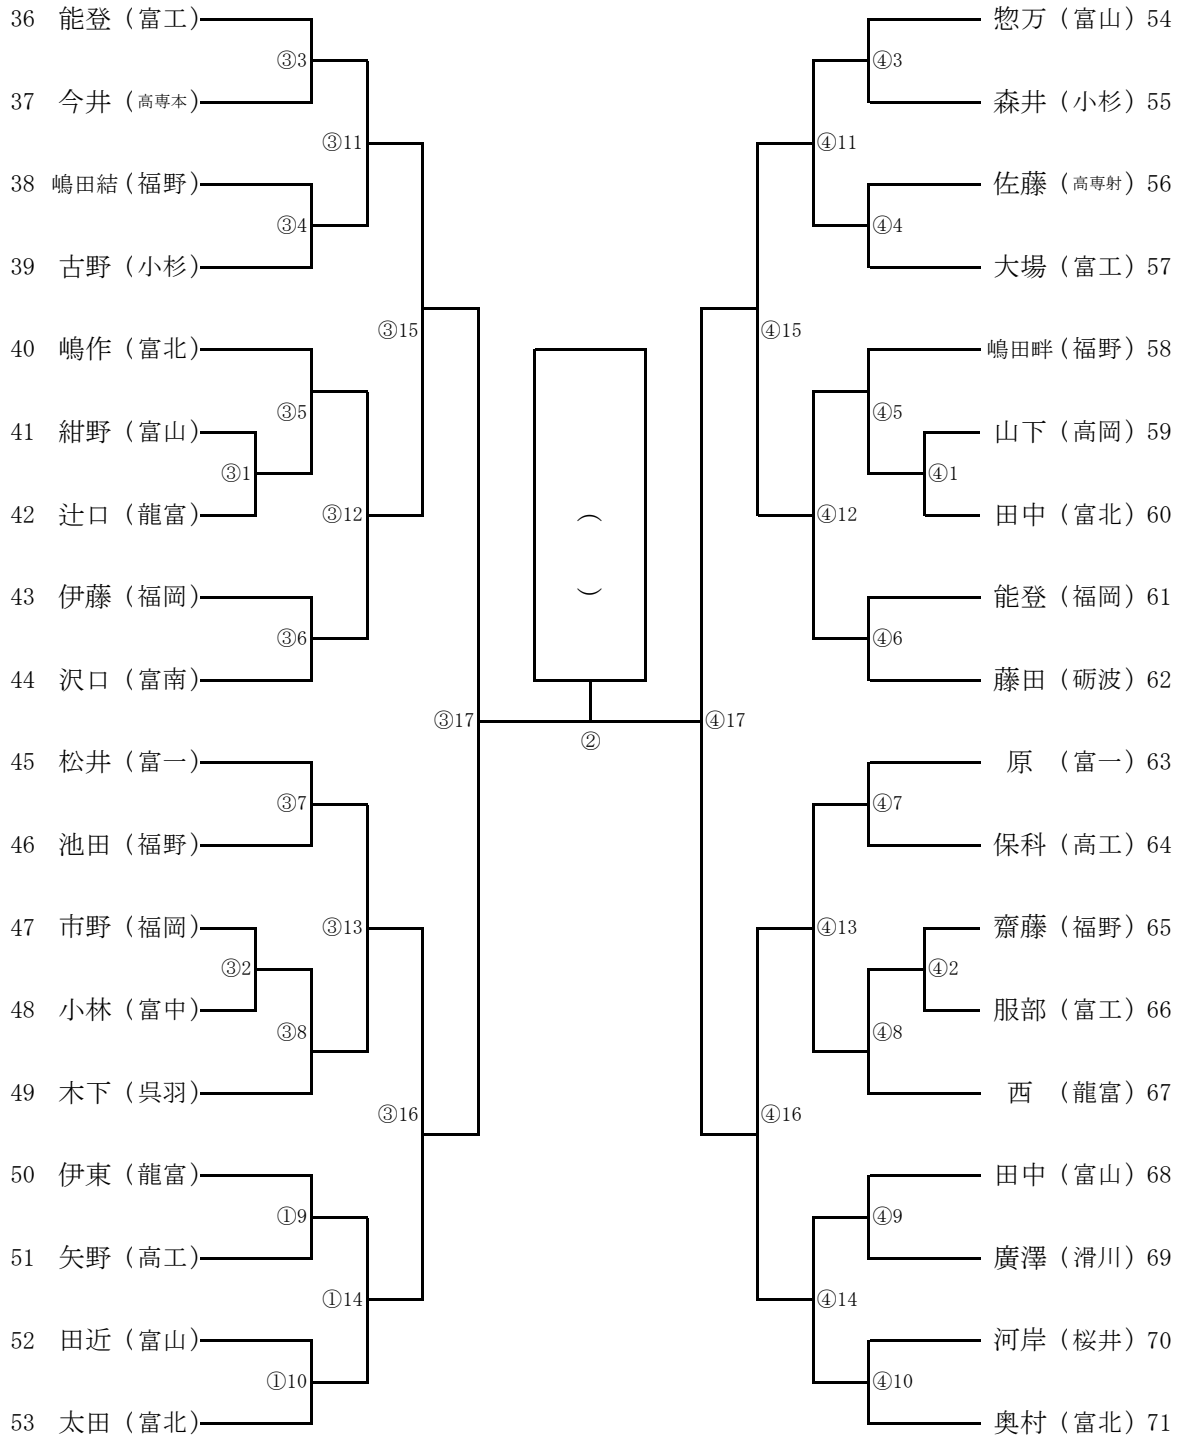 36 能登（富工）
③3
37 今井（高専本）
③11
38 嶋田結（福野）
③4
39 古野（小杉）
③15
40 嶋作（富北）
③5
41 紺野（富山）
③1
42 辻口（龍富）
③12
43 伊藤（福岡）
③6
44 沢口（富南）
③17
45 松井（富一）
③7
46 池田（福野）
47 市野（福岡）
③13
③2
48 小林（富中）
③8
49 木下（呉羽）
③16
50 伊東（龍富）
①9
51 矢野（高工）
①14
52 田近（富山）
①10
53 太田（富北）
（ ）
②
惣万（富山）54
④3
森井（小杉）55
④11
佐藤（高専射）56
④4
大場（富工）57
④15
嶋田畔（福野）58
④5
山下（高岡）59
④1
田中（富北）60
④12
能登（福岡）61
④6
藤田（砺波）62
④17
原 （富一）63
④7
保科（高工）64
齋藤（福野）65
④13
④2
服部（富工）66
④8
西 （龍富）67
④16
田中（富山）68
④9
廣澤（滑川）69
④14
河岸（桜井）70
④10
奥村（富北）71